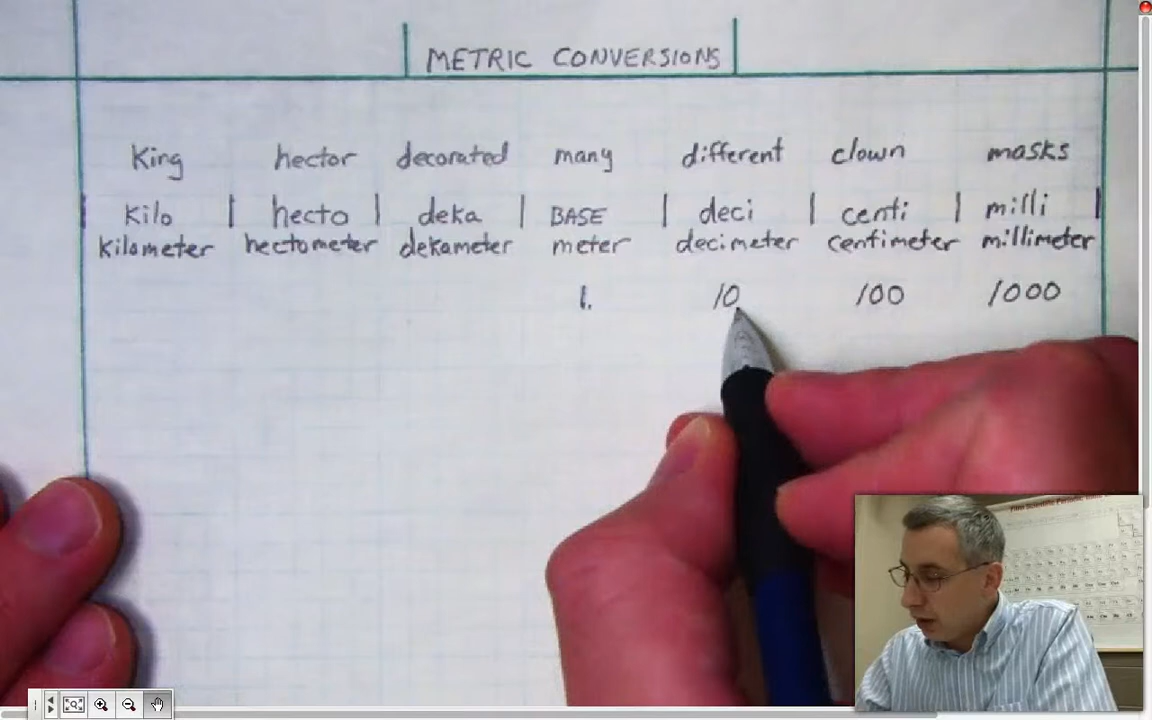 METRIC CONVERSIONS
King hector decorated many different clown masks
Kilo | hecto | deka | BASE | deci | centi | milli |
kilometer hectometer dekameter meter decimeter centimeter millimeter
1. 10 100 1000